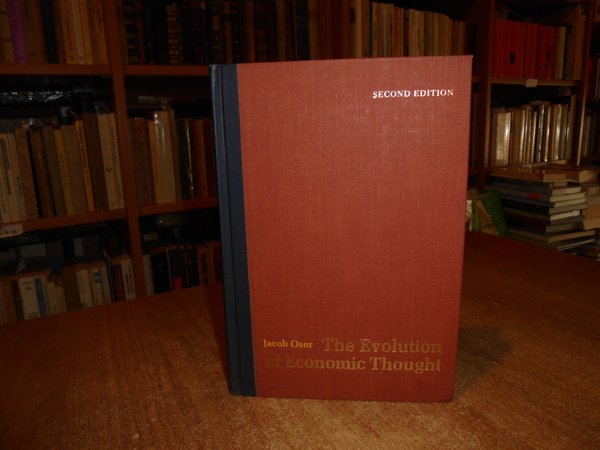 SECOND EDITION
Jacob Oser The Evolution
of Economic Thought